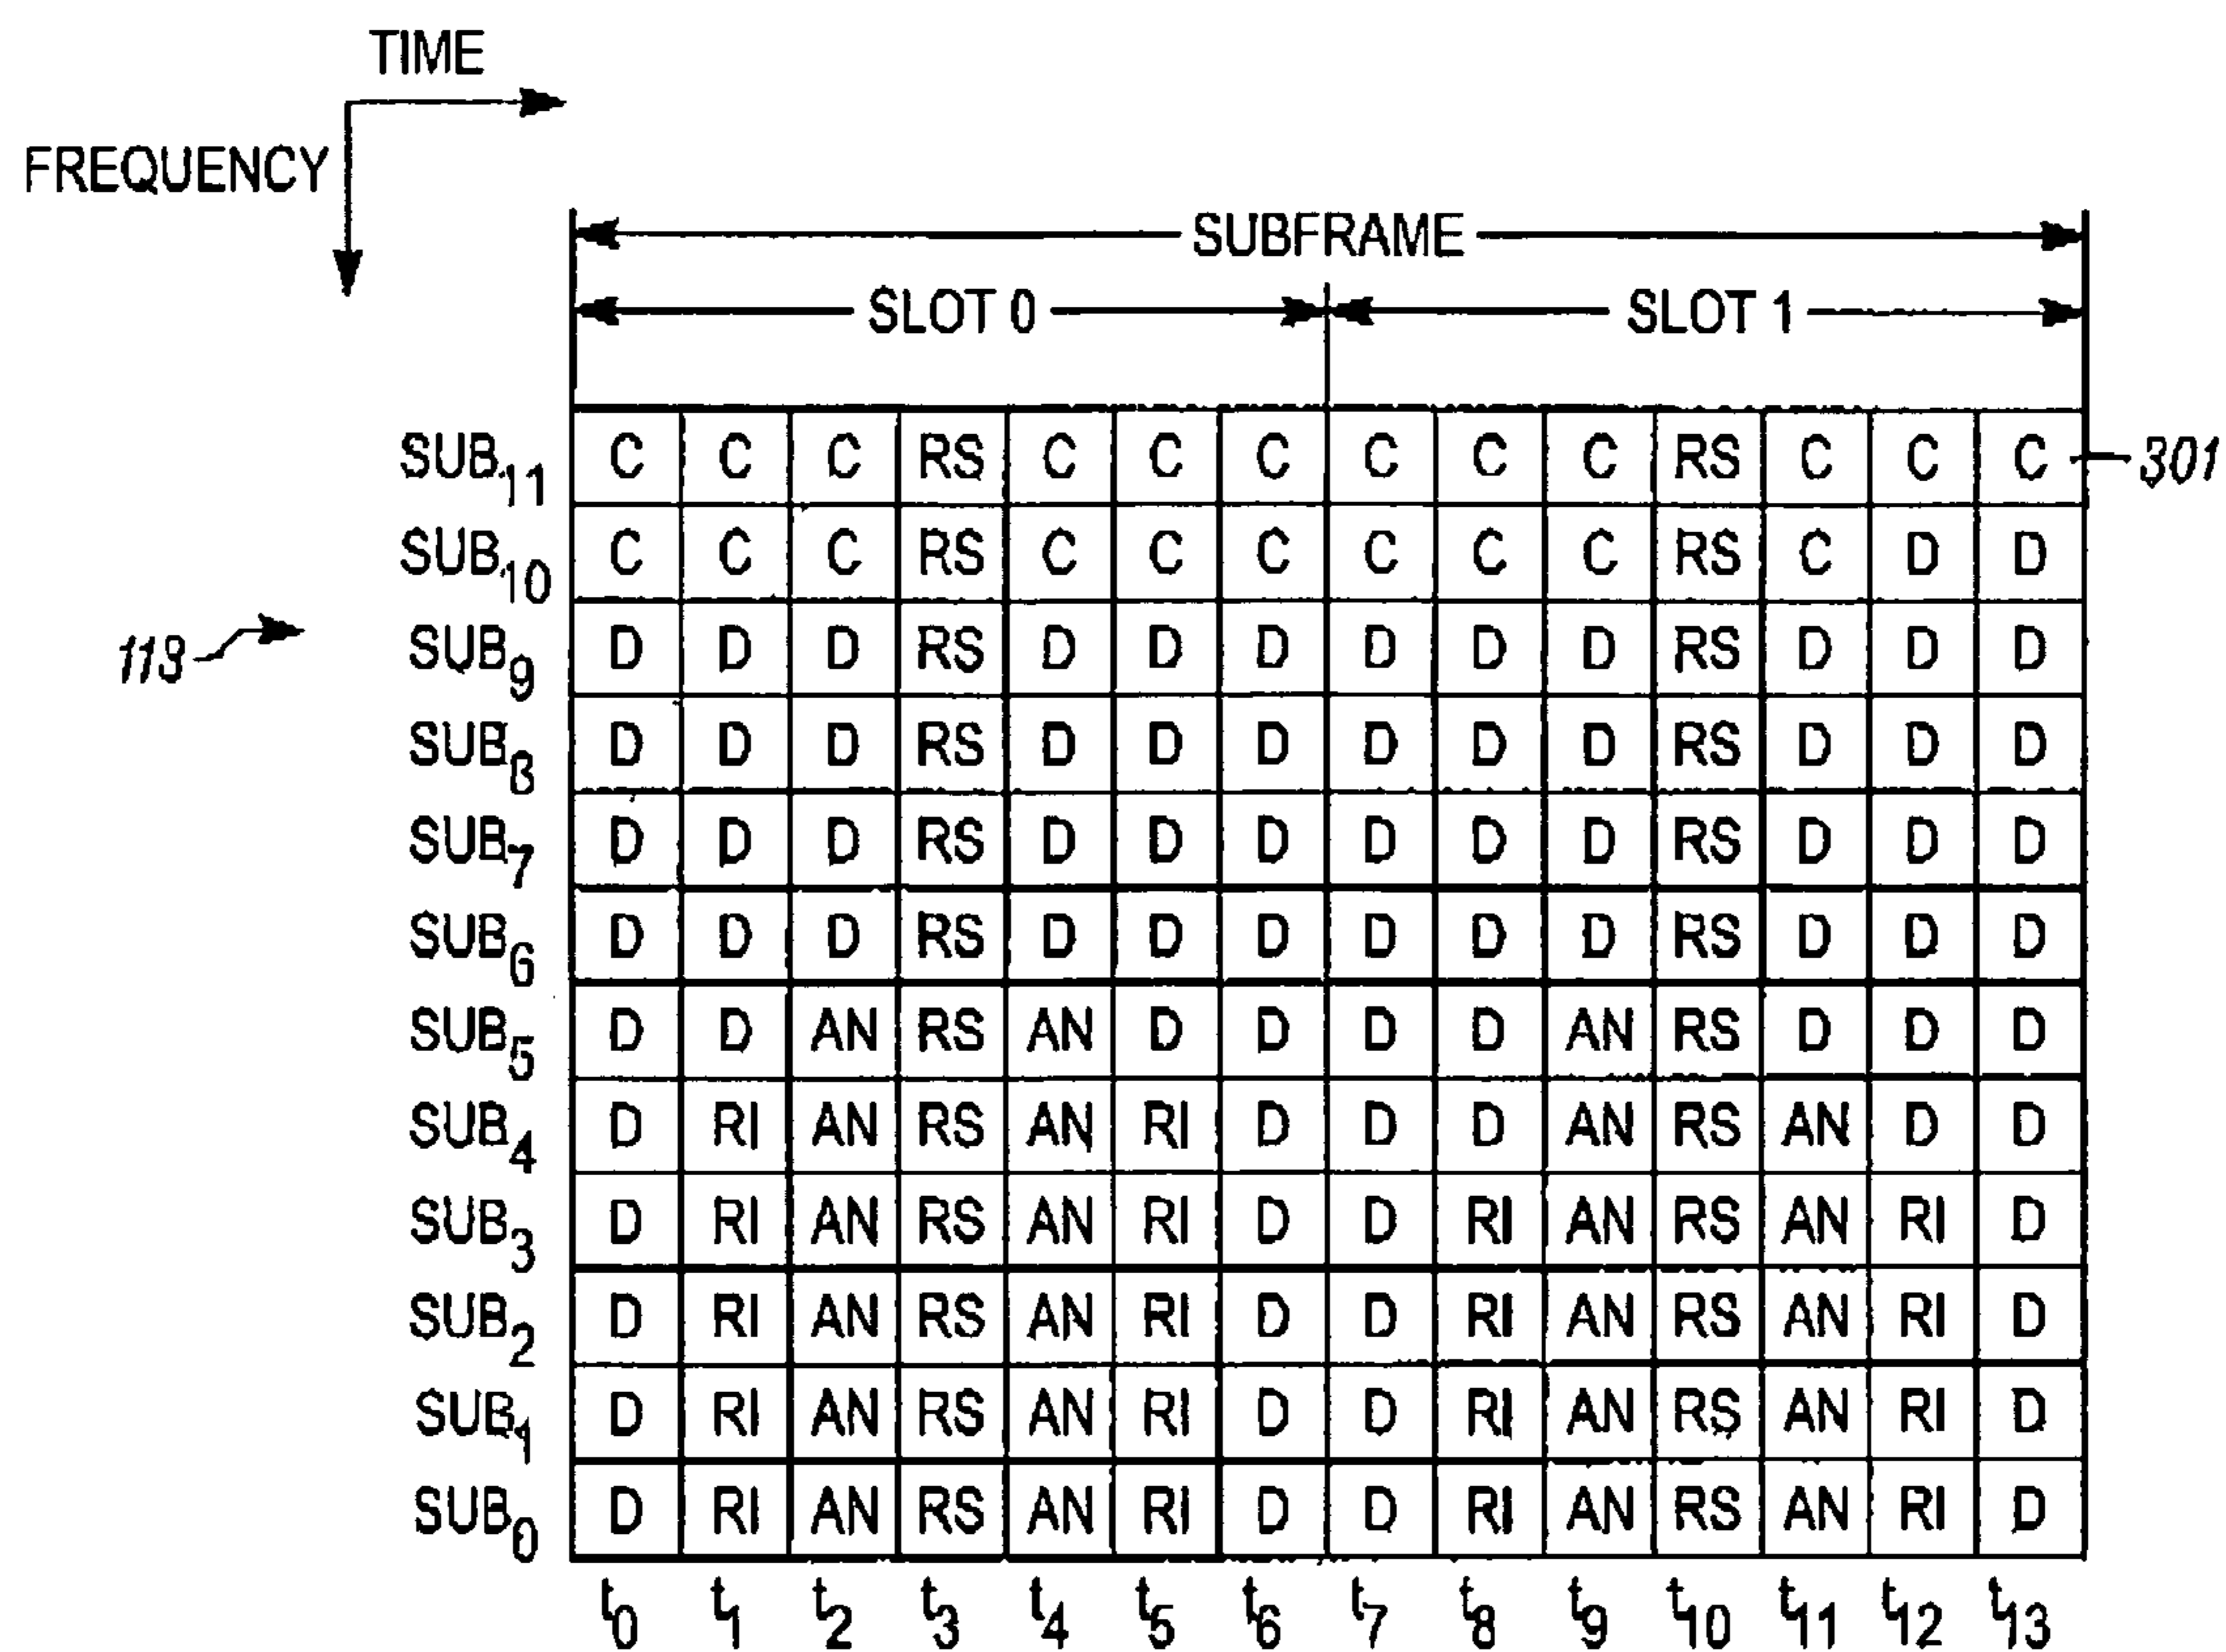 TIME
FREQUENCY
SUBFRAME
SLOT 0 SLOT 1
SUB11 C C C RS C C C C C C RS C C C 301
SUB10 C C C RS C C C C C C RS C D D
113
SUB9 D D D RS D D D D D D RS D D D
SUB8 D D D RS D D D D D D RS D D D
SUB7 D D D RS D D D D D D RS D D D
SUB6 D D D RS D D D D D D RS D D D
SUB5 D D AN RS AN D D D D AN RS D D D
SUB4 D RI AN RS AN RI D D D AN RS AN D D
SUB3 D RI AN RS AN RI D D RI AN RS AN RI D
SUB2 D RI AN RS AN RI D D RI AN RS AN RI D
SUB1 D RI AN RS AN RI D D RI AN RS AN RI D
SUB0 D RI AN RS AN RI D D RI AN RS AN RI D
t0 t1 t2 t3 t4 t5 t6 t7 t8 t9 t10 t11 t12 t13